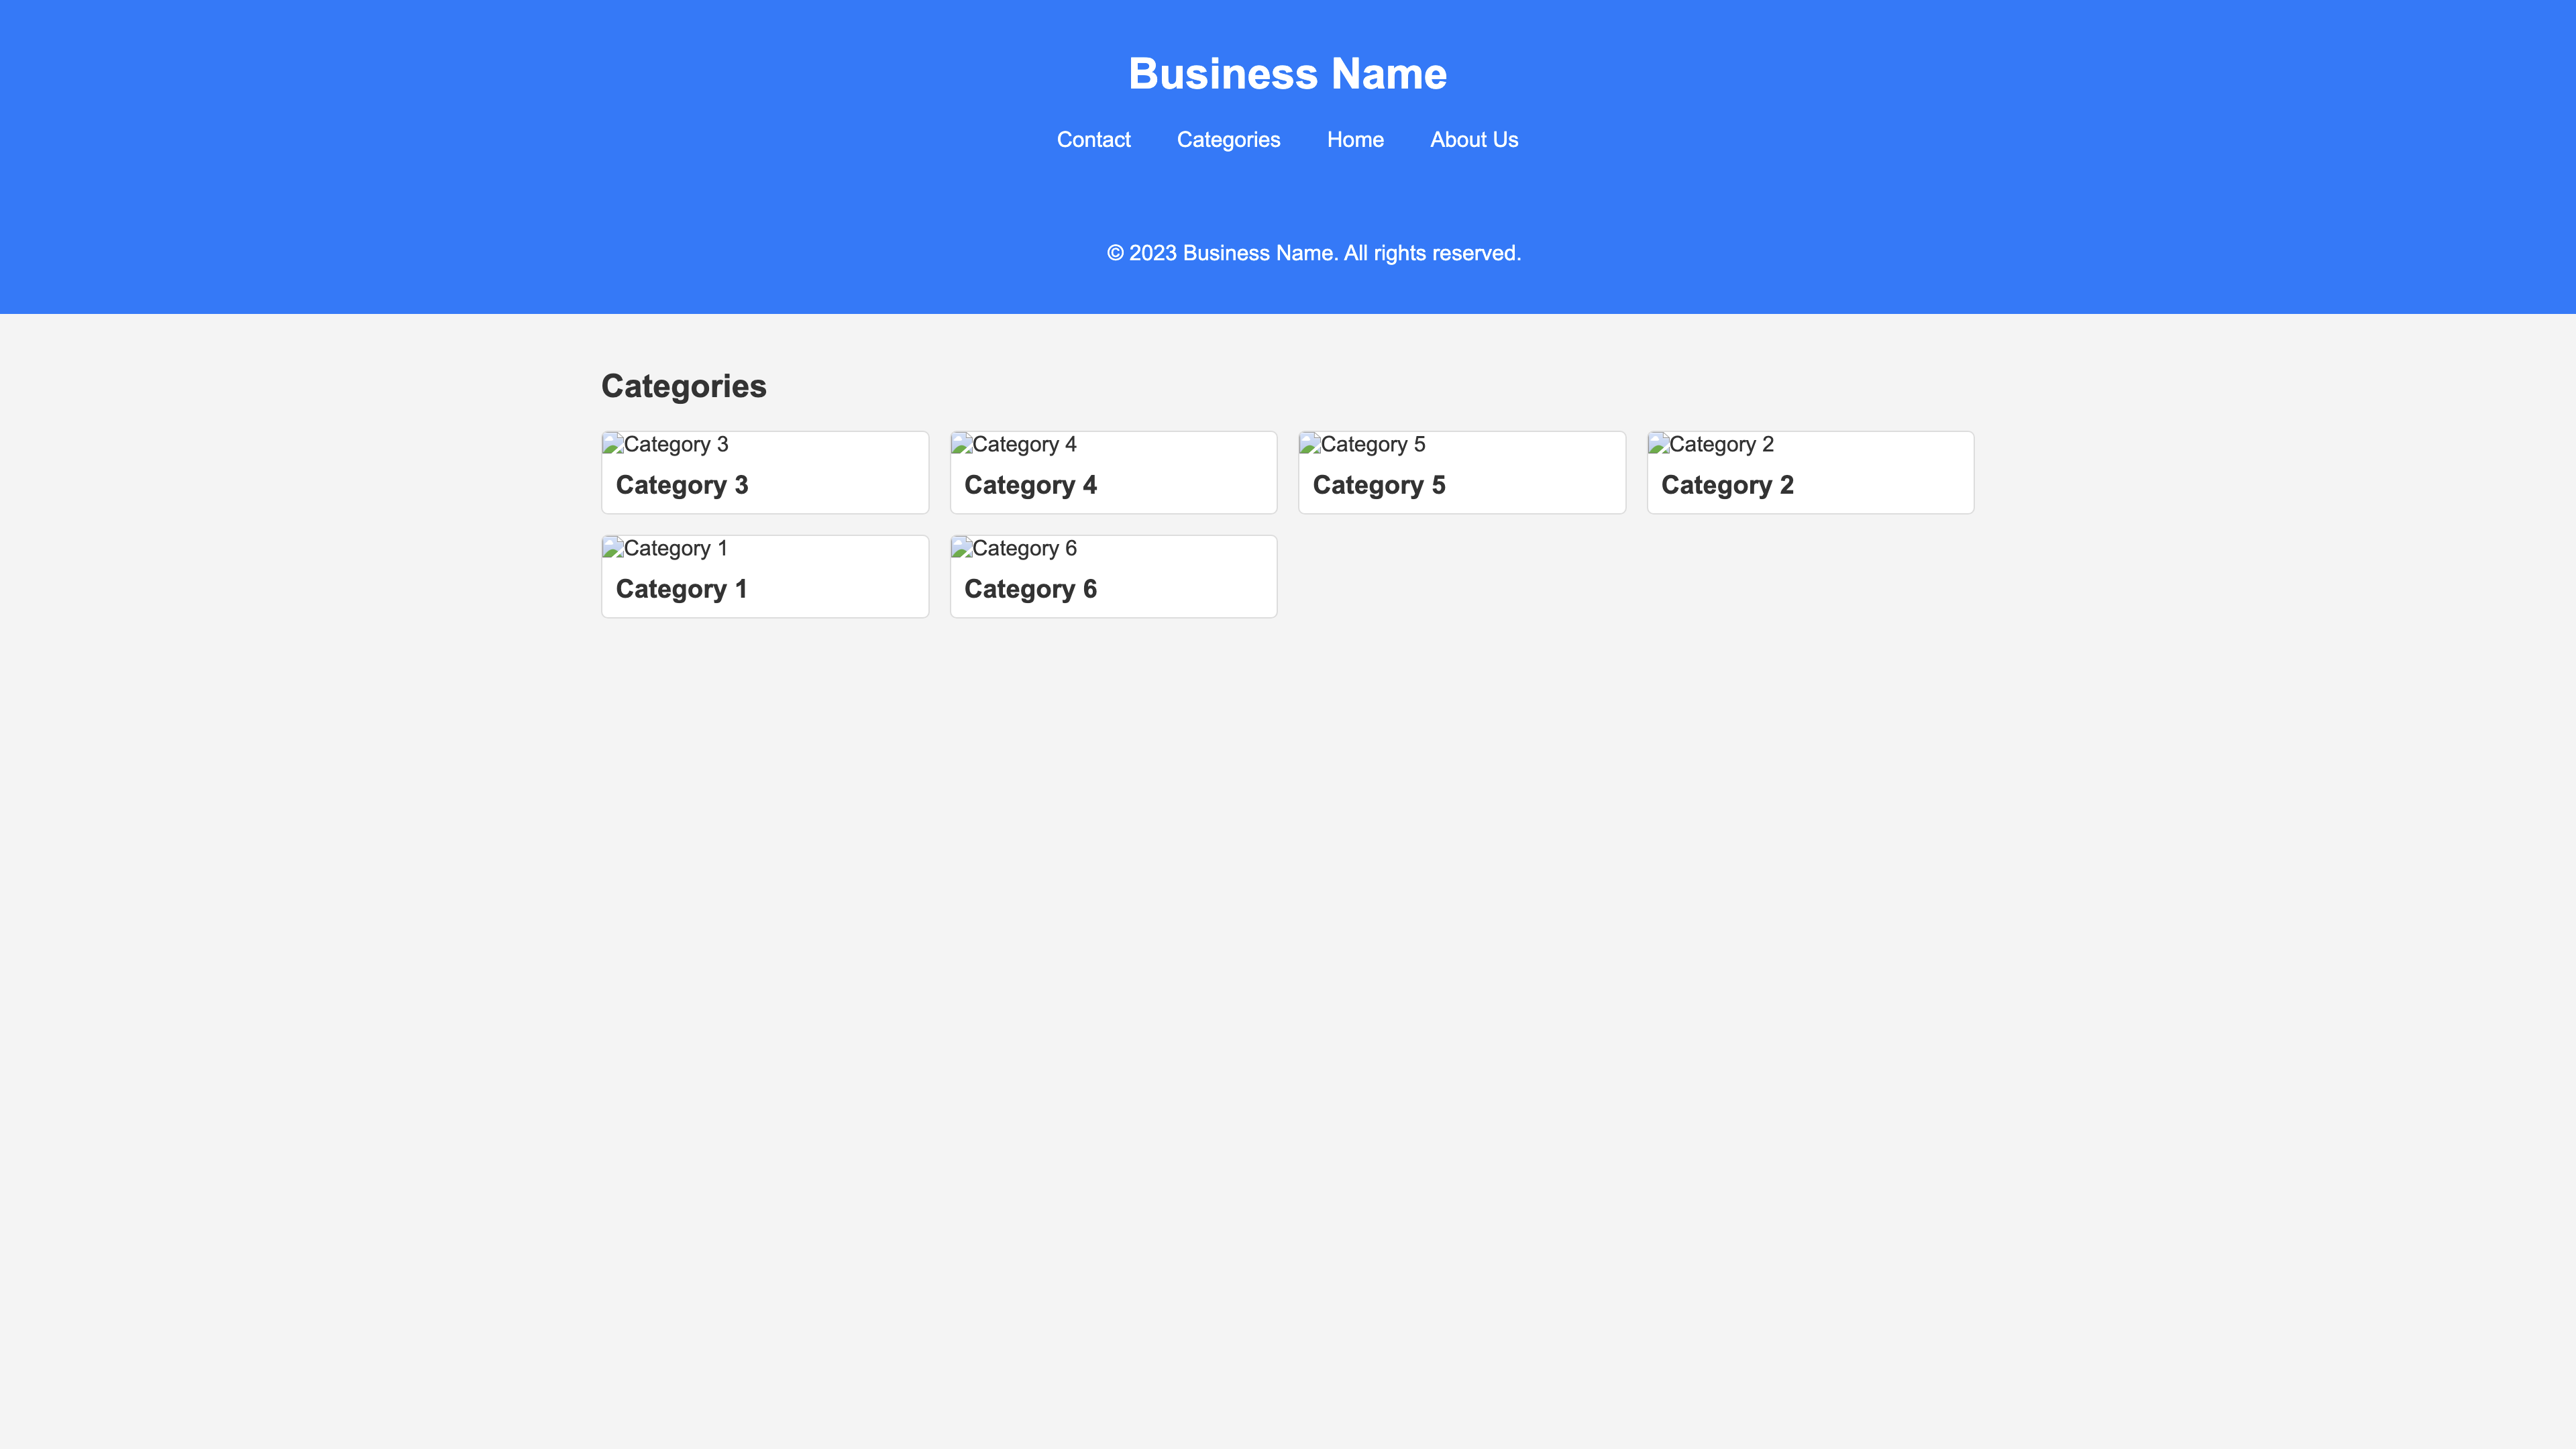 Business Name
Contact Categories Home About Us
© 2023 Business Name. All rights reserved.
Categories
Category 3 Category 4 Category 5 Category 2
Category 3 Category 4 Category 5 Category 2
Category 1 Category 6
Category 1 Category 6